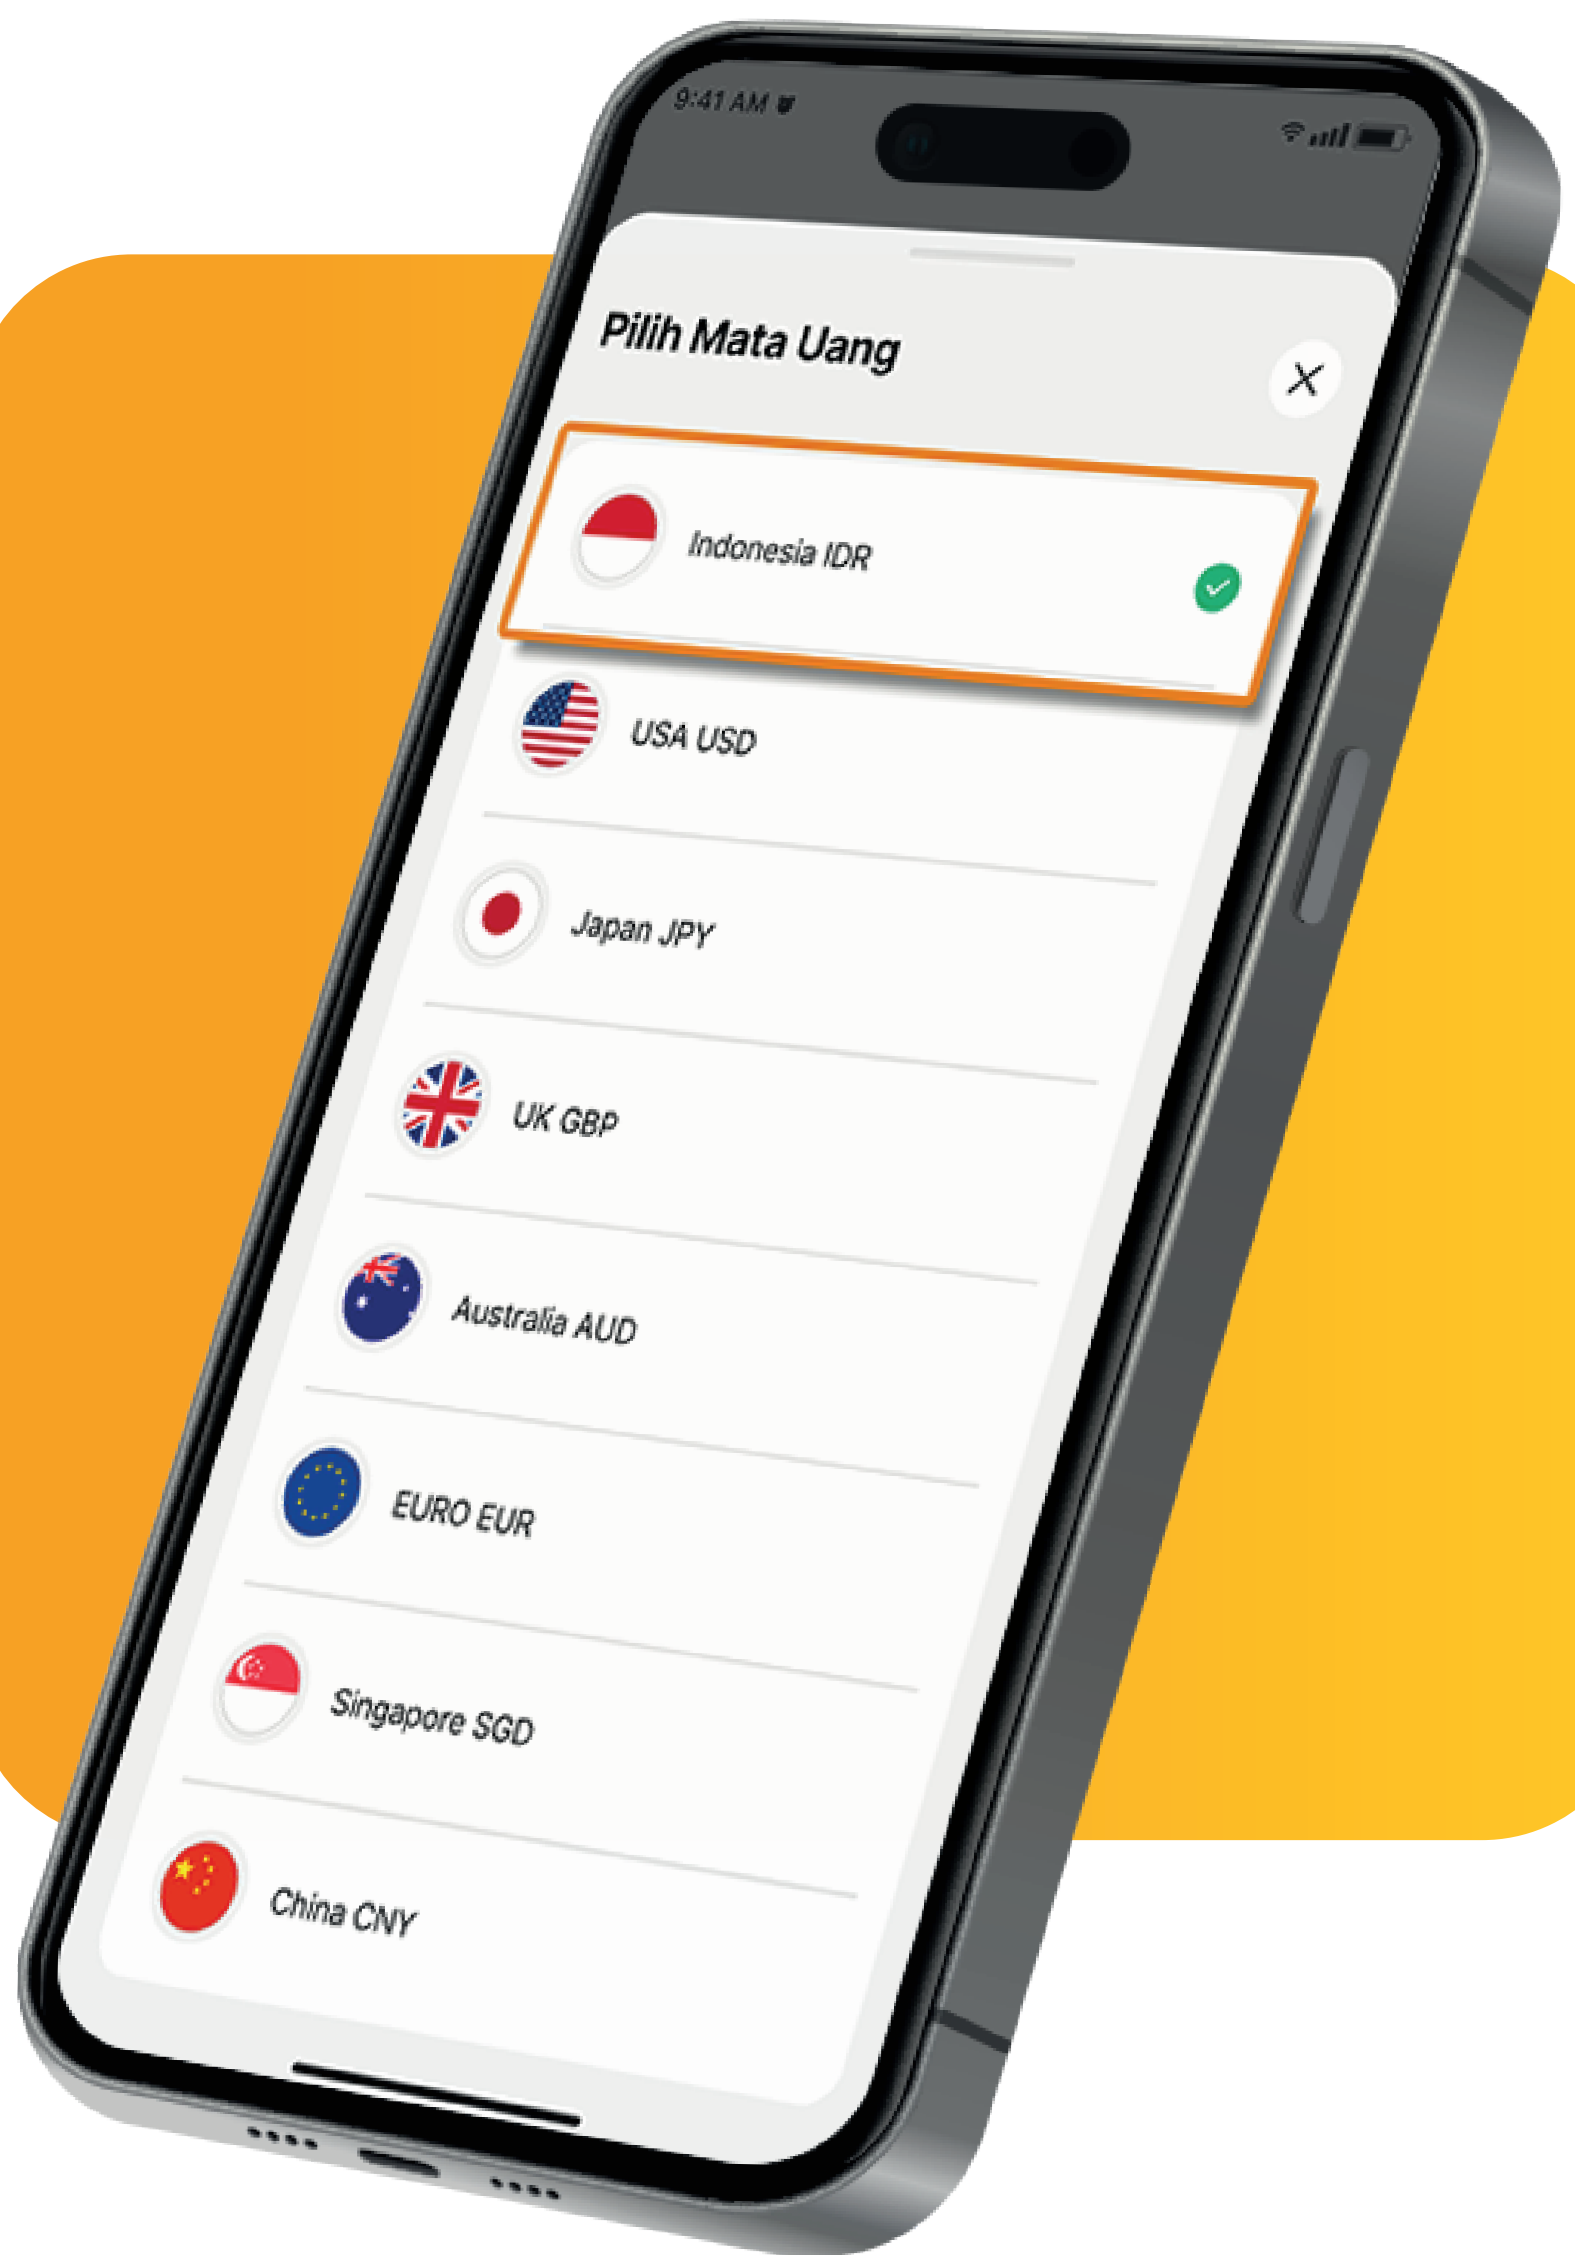 9:41 AM
Pilih Mata Uang
Indonesia IDR
USA USD
Japan JPY
UK GBP
Australia AUD
EURO EUR
Singapore SGD
China CNY